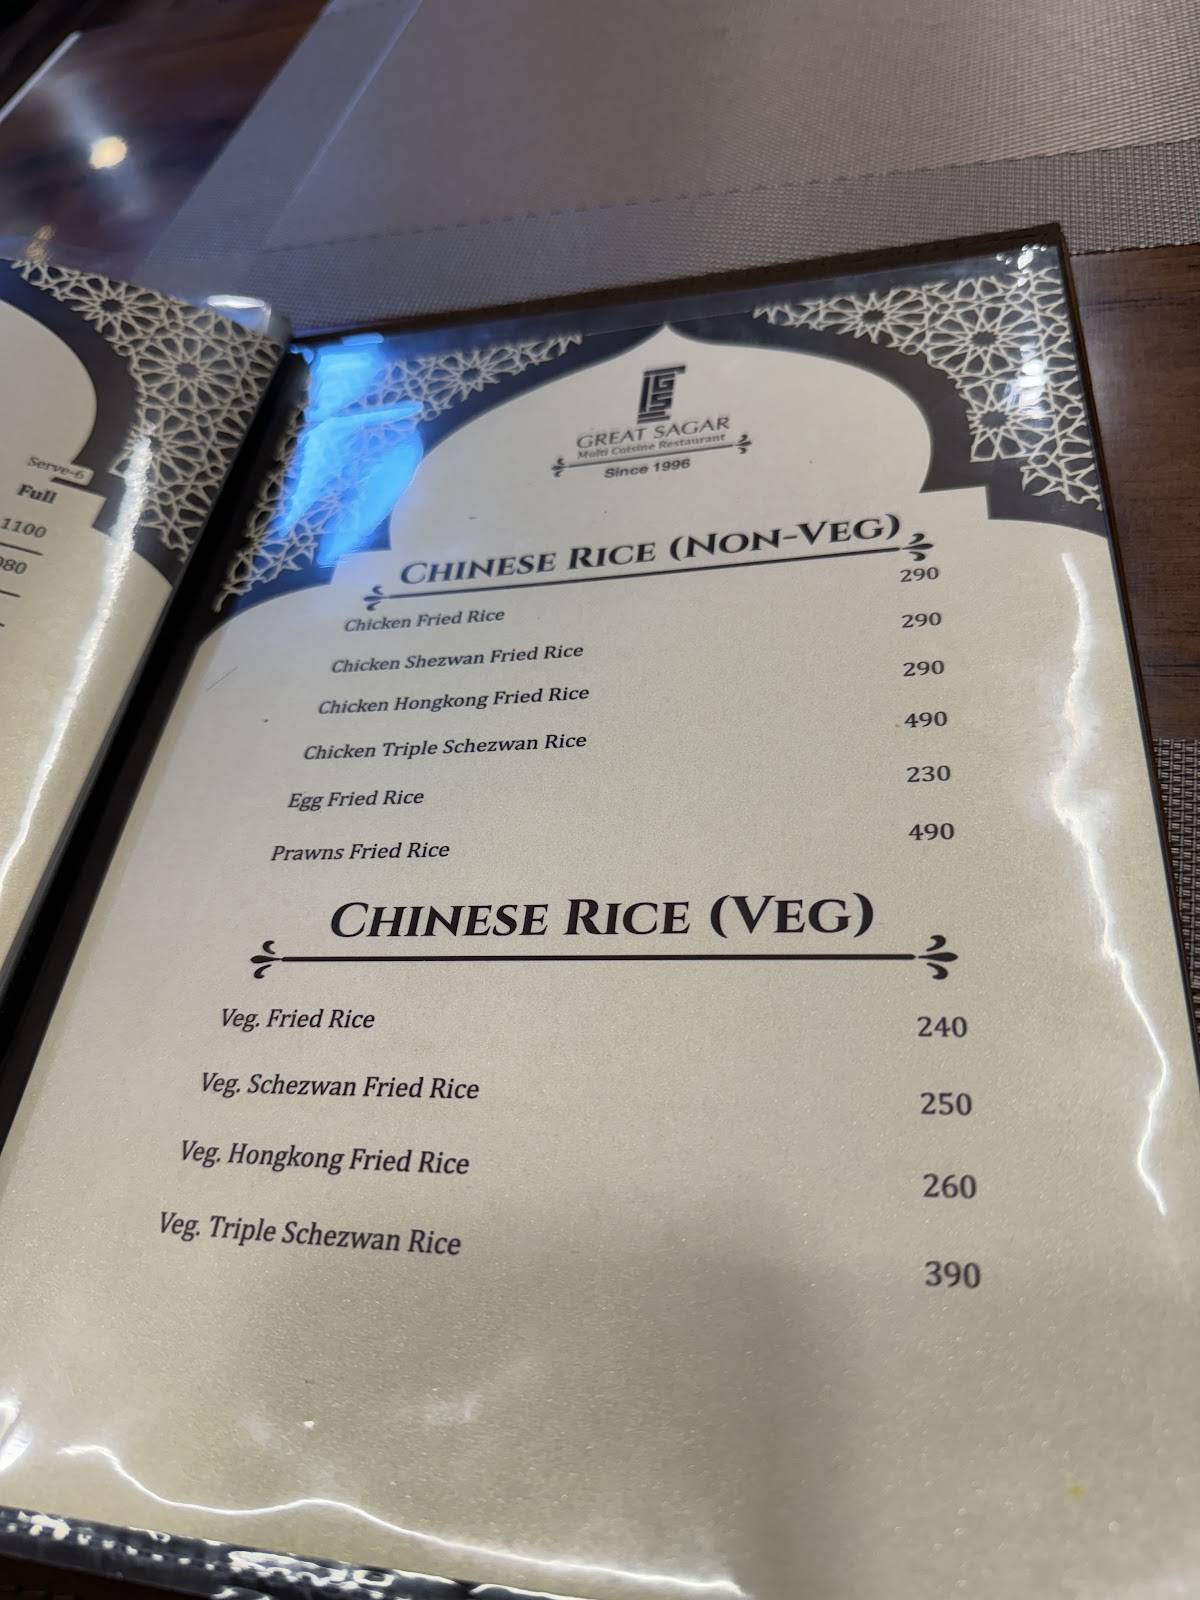 Serve-6
Full
1100
GREAT SAGAR
Multi Cuisine Restaurant
Since 1996
CHINESE RICE (NON-VEG)
Chicken Fried Rice 290
Chicken Shezwan Fried Rice 290
Chicken Hongkong Fried Rice 290
Chicken Triple Schezwan Rice 490
Egg Fried Rice 230
Prawns Fried Rice 490
CHINESE RICE (VEG)
Veg. Fried Rice 240
Veg. Schezwan Fried Rice 250
Veg. Hongkong Fried Rice 260
Veg. Triple Schezwan Rice 390